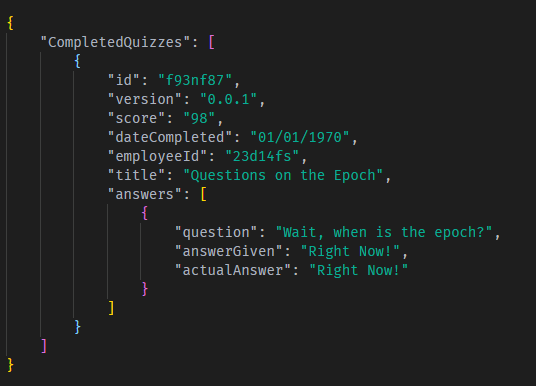 {
    "CompletedQuizzes": [
        {
            "id": "f93nf87",
            "version": "0.0.1",
            "score": "98",
            "dateCompleted": "01/01/1970",
            "employeeId": "23d14fs",
            "title": "Questions on the Epoch",
            "answers": [
                {
                    "question": "Wait, when is the epoch?",
                    "answerGiven": "Right Now!",
                    "actualAnswer": "Right Now!"
                }
            ]
        }
    ]
}